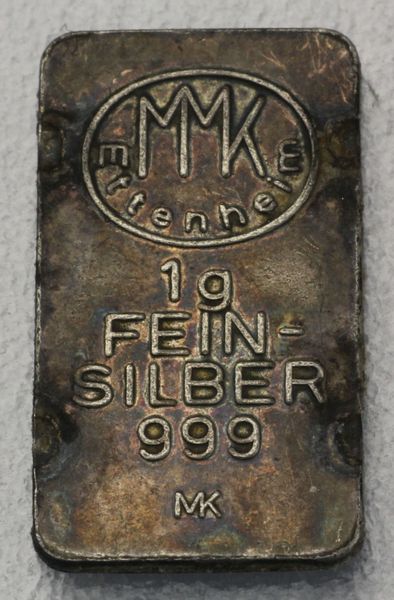 MMK
Ettenheim
1g
FEIN-
SILBER
999
MK